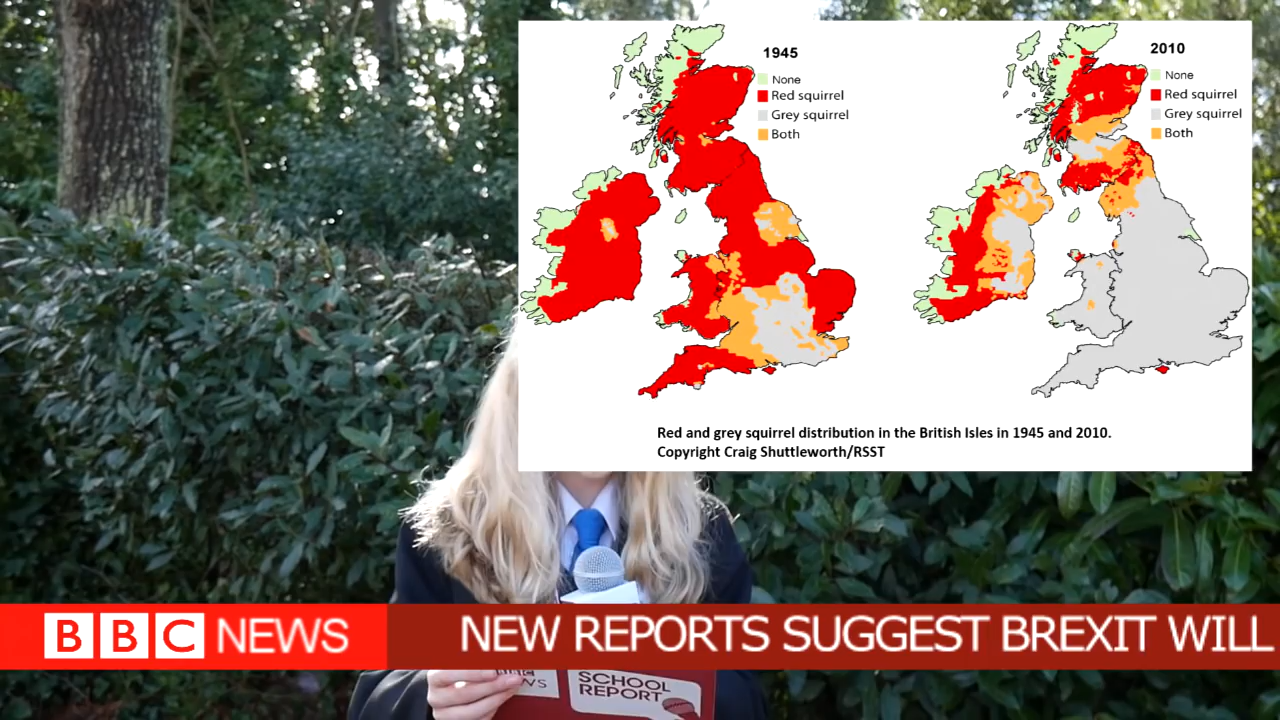 1945
None
Red squirrel
Grey squirrel
Both
2010
None
Red squirrel
Grey squirrel
Both
Red and grey squirrel distribution in the British Isles in 1945 and 2010.
Copyright Craig Shuttleworth/RSST
BBC NEWS
NEW REPORTS SUGGEST BREXIT WILL
SCHOOL
REPORT